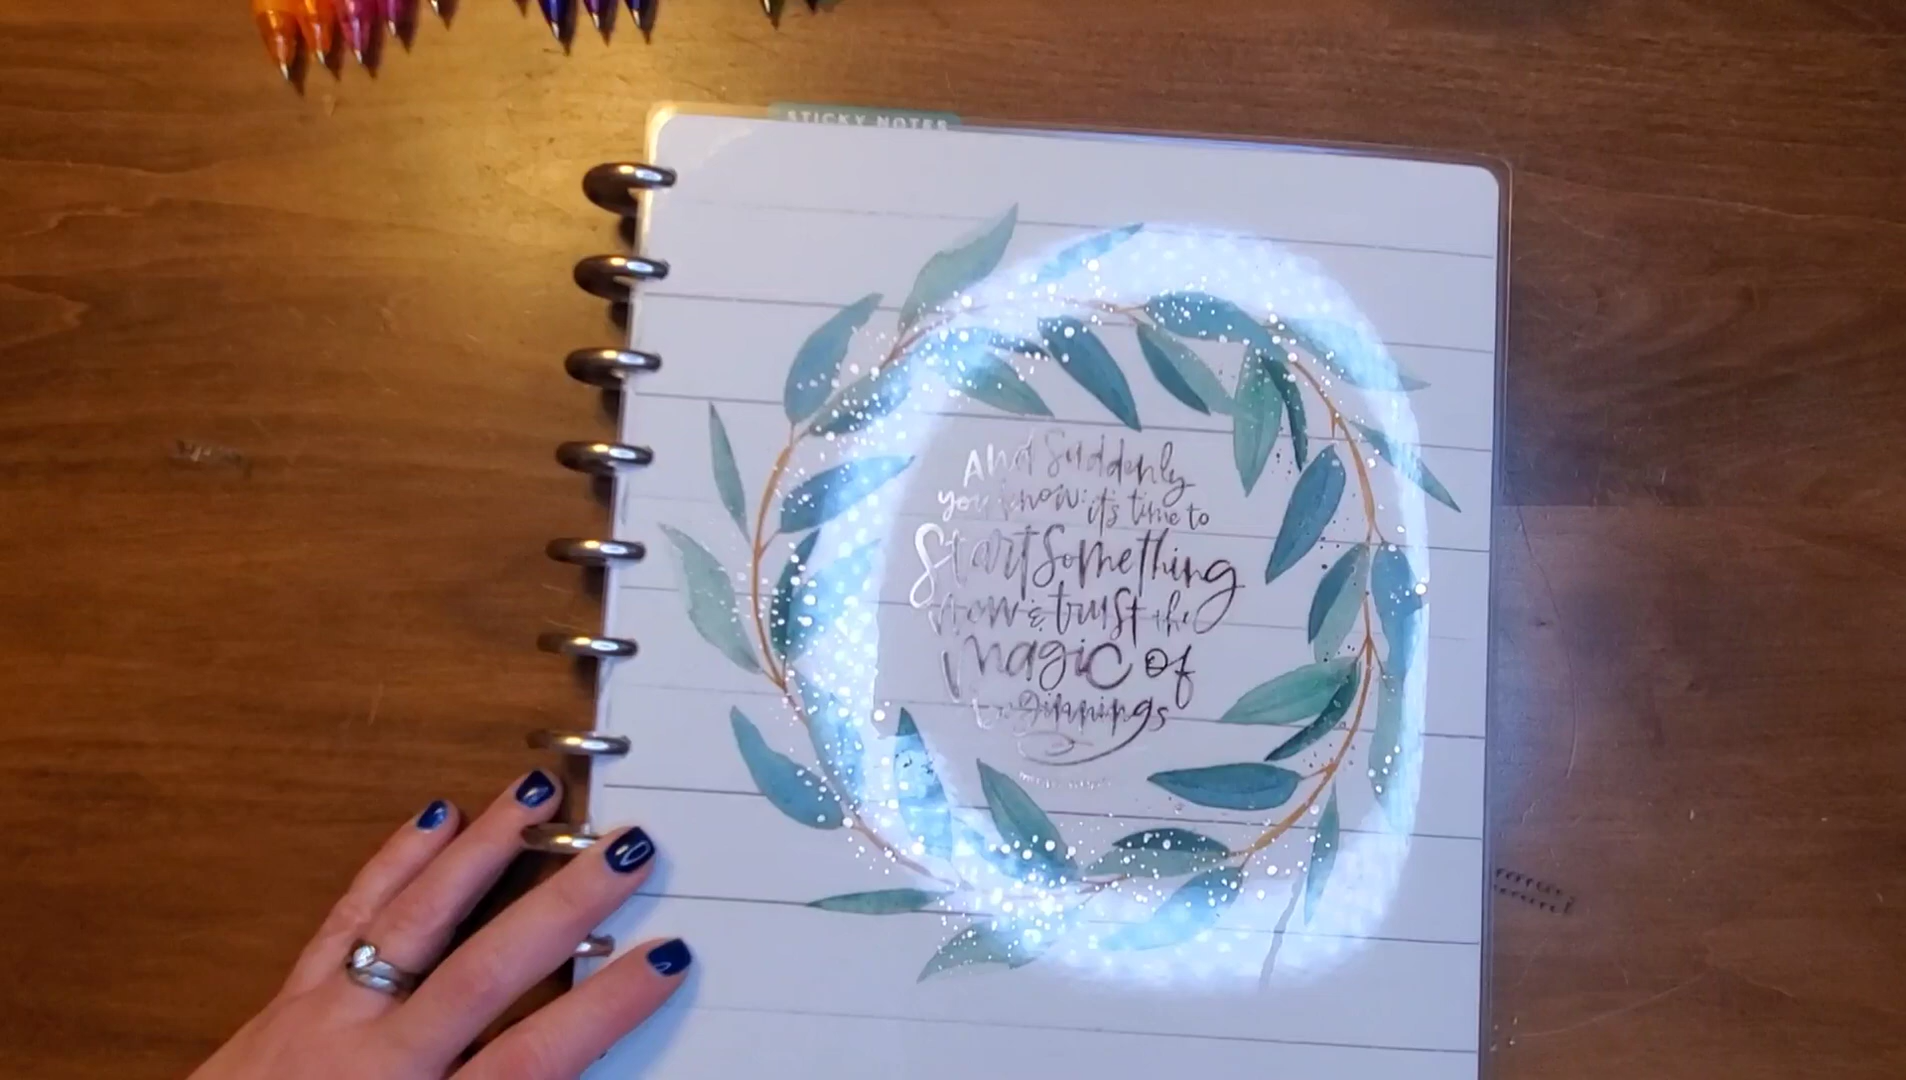 STICKY NOTES
And Suddenly
you know: it's time to
Start Something
new & trust the
Magic of
beginnings